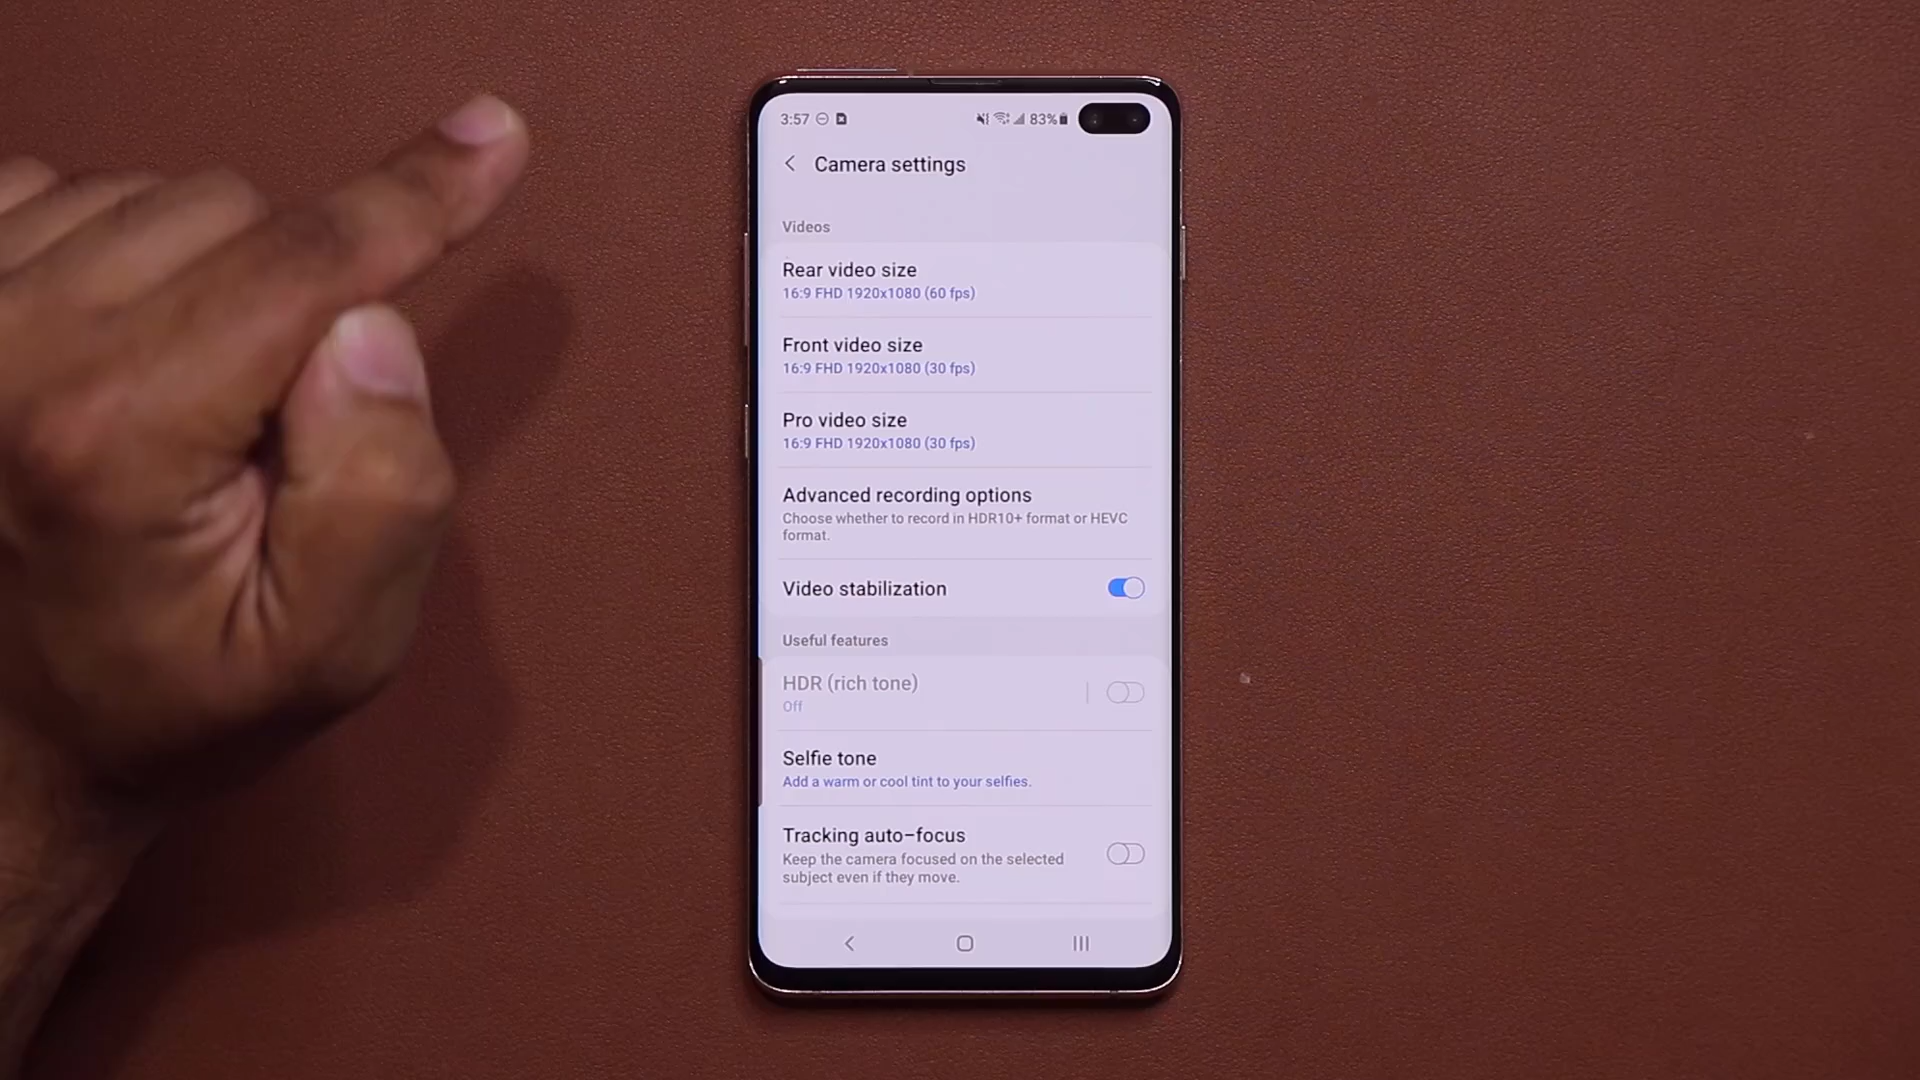 3:57
83%
Camera settings
Videos
Rear video size
16:9 FHD 1920x1080 (60 fps)
Front video size
16:9 FHD 1920x1080 (30 fps)
Pro video size
16:9 FHD 1920x1080 (30 fps)
Advanced recording options
Choose whether to record in HDR10+ format or HEVC
format.
Video stabilization
Useful features
HDR (rich tone)
Off
Selfie tone
Add a warm or cool tint to your selfies.
Tracking auto-focus
Keep the camera focused on the selected
subject even if they move.